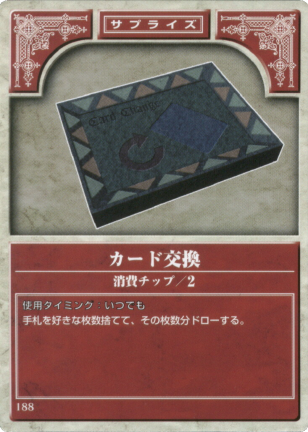 サプライズ
Card Change
カード交換
消費チップ／2
使用タイミング　いつでも
手札を好きな枚数捨てて、その枚数分ドローする。
188